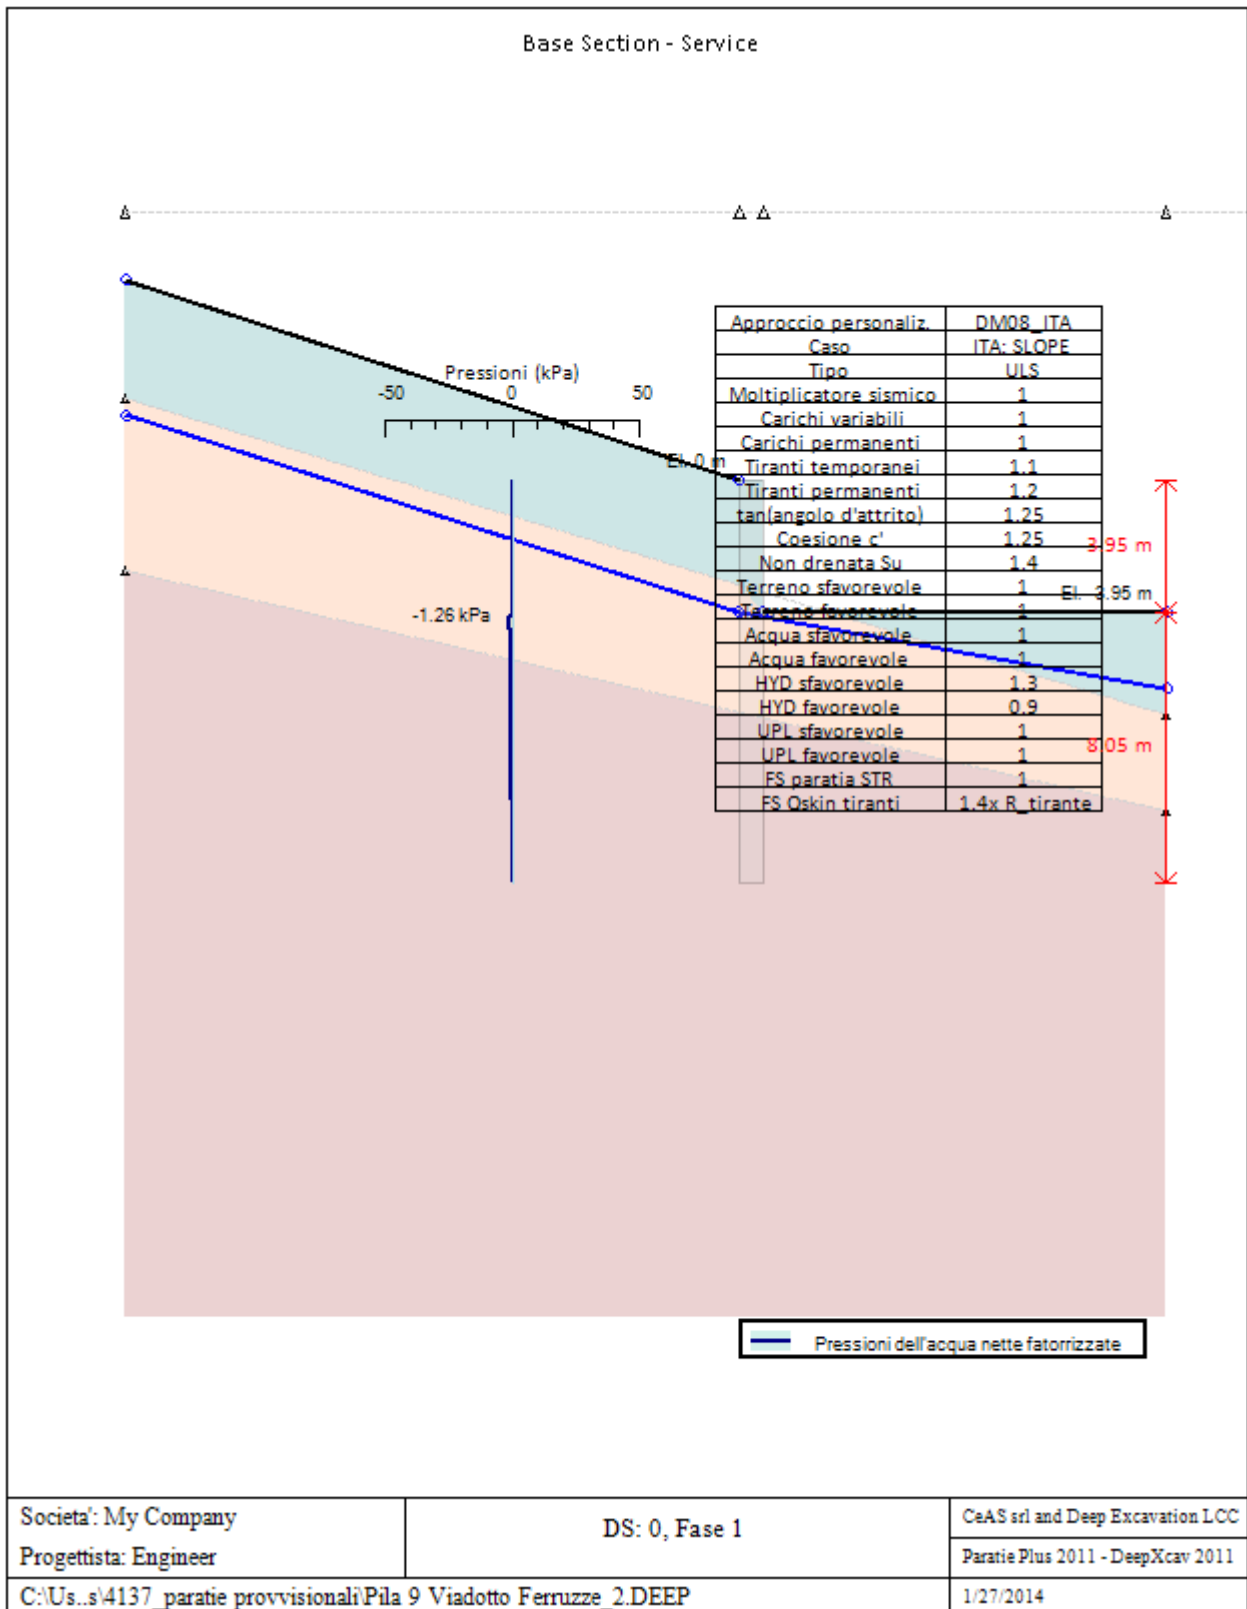 Base Section - Service
Pressioni (kPa)
-50 0 50
El. 0 m
-1.26 kPa
Approccio personaliz. DM08_ITA
Caso ITA: SLOPE
Tipo ULS
Moltiplicatore sismico 1
Carichi variabili 1
Carichi permanenti 1
Tiranti temporanei 1.1
Tiranti permanenti 1.2
tan(angolo d'attrito) 1.25
Coesione c' 1.25
Non drenata Su 1.4
Terreno sfavorevole 1
Terreno favorevole 1
Acqua sfavorevole 1
Acqua favorevole 1
HYD sfavorevole 1.3
HYD favorevole 0.9
UPL sfavorevole 1
UPL favorevole 1
FS paratia STR 1
FS Qskin tiranti 1.4x R_tirante
3.95 m
El. -3.95 m
8.05 m
Pressioni dell'acqua nette fatorrizzate
Societa': My Company
Progettista: Engineer
DS: 0, Fase 1
CeAS srl and Deep Excavation LCC
Paratie Plus 2011 - DeepXcav 2011
C:\Us..s\4137_paratie provvisionali\Pila 9 Viadotto Ferruzze_2.DEEP
1/27/2014